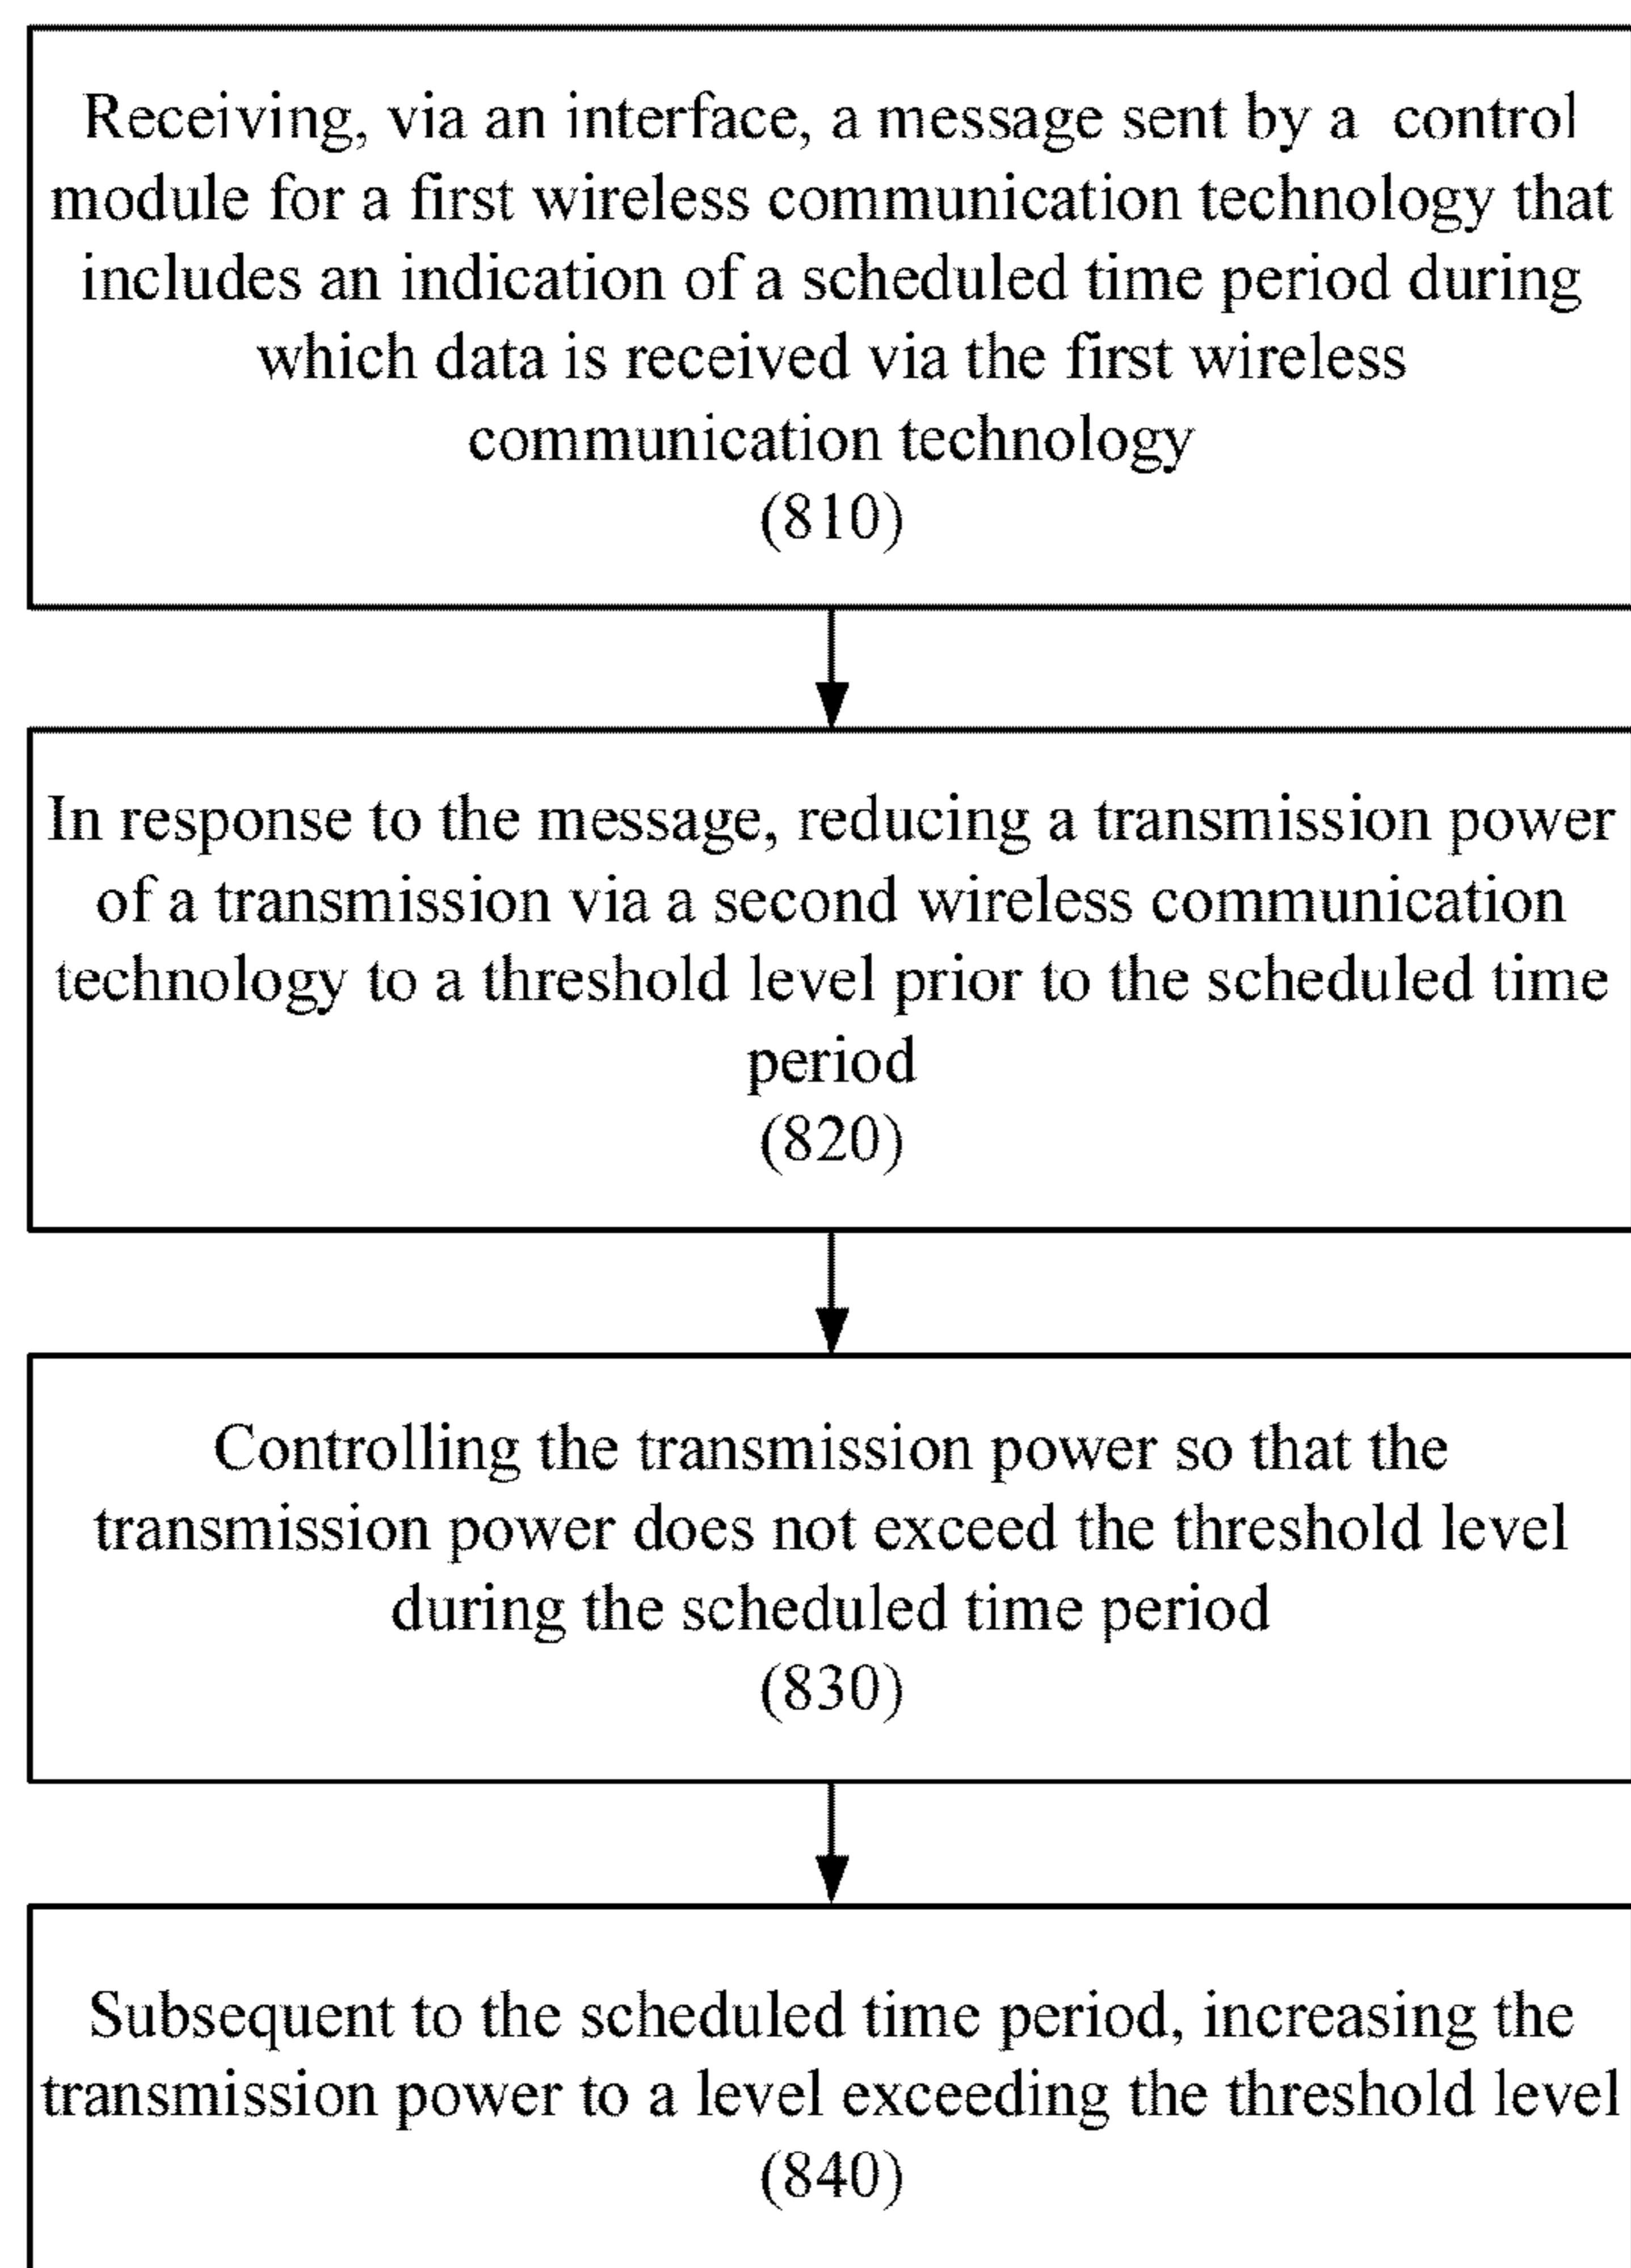 Receiving, via an interface, a message sent by a control
module for a first wireless communication technology that
includes an indication of a scheduled time period during
which data is received via the first wireless
communication technology
(810)
In response to the message, reducing a transmission power
of a transmission via a second wireless communication
technology to a threshold level prior to the scheduled time
period
(820)
Controlling the transmission power so that the
transmission power does not exceed the threshold level
during the scheduled time period
(830)
Subsequent to the scheduled time period, increasing the
transmission power to a level exceeding the threshold level
(840)